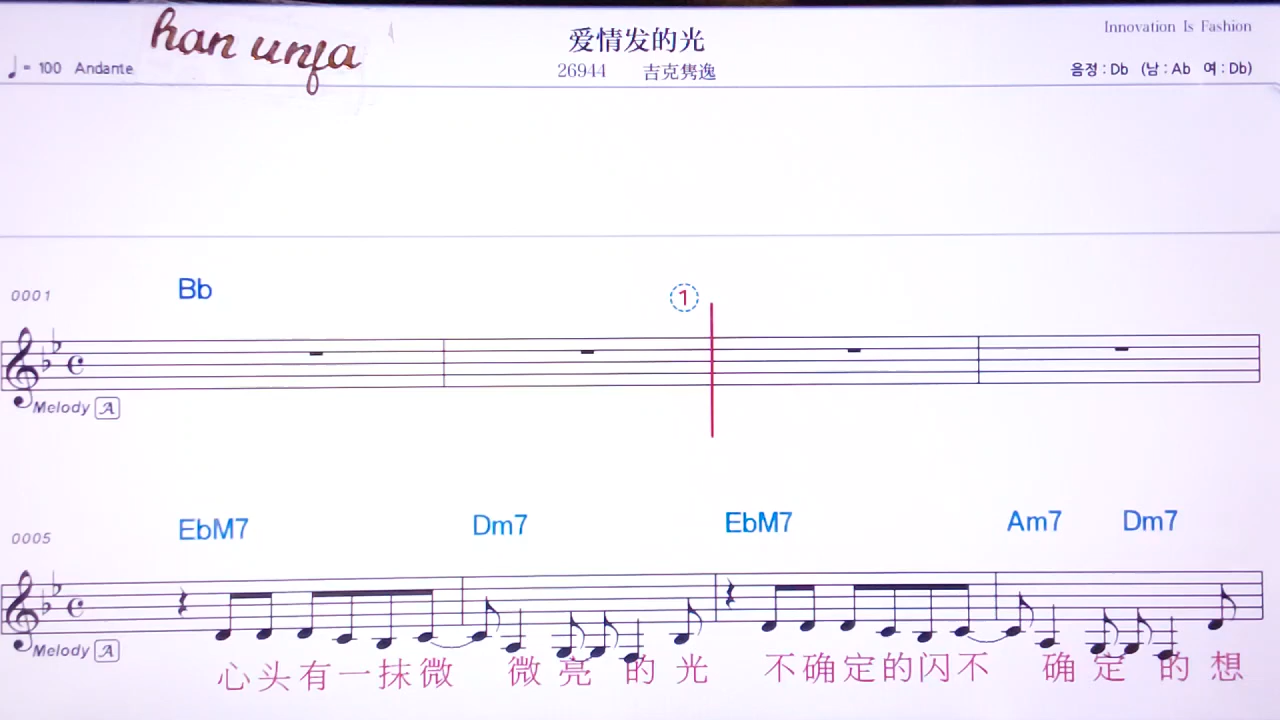 han unfa
爱情发的光
Innovation Is Fashion
♩= 100 Andante
26944 吉克隽逸
음정 : Db (남 : Ab 여 : Db)
0001
Bb
1
Melody A
0005
EbM7 Dm7 EbM7 Am7 Dm7
Melody A
心头有一抹微 微亮的光 不确定的闪不 确定的想